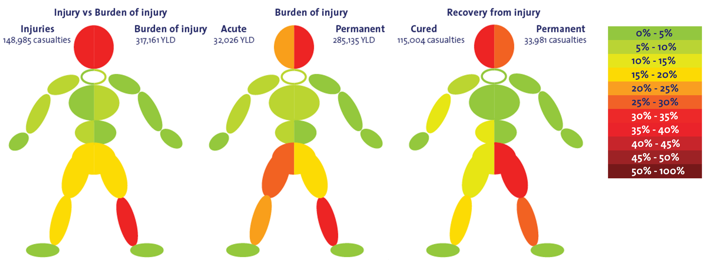 Injury vs Burden of injury
Injuries
148,985 casualties
Burden of injury
317,161 YLD
Burden of injury
Acute
32,026 YLD
Permanent
285,135 YLD
Recovery from injury
Cured
115,004 casualties
Permanent
33,981 casualties
0% - 5%
5% - 10%
10% - 15%
15% - 20%
20% - 25%
25% - 30%
30% - 35%
35% - 40%
40% - 45%
45% - 50%
50% - 100%